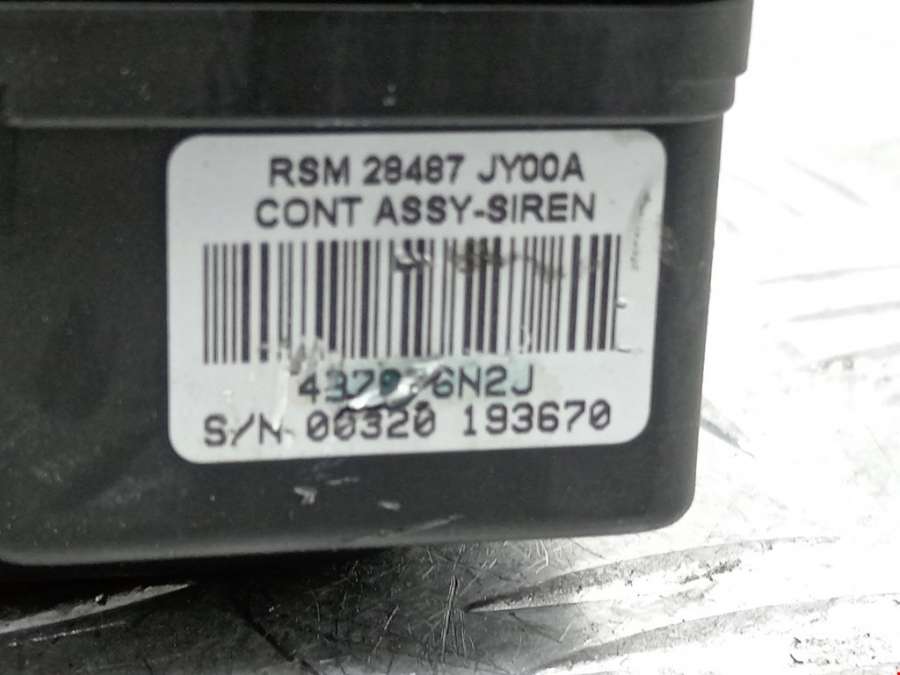 RSM 28487 JY00A
CONT ASSY-SIREN
S/N 00320 193670